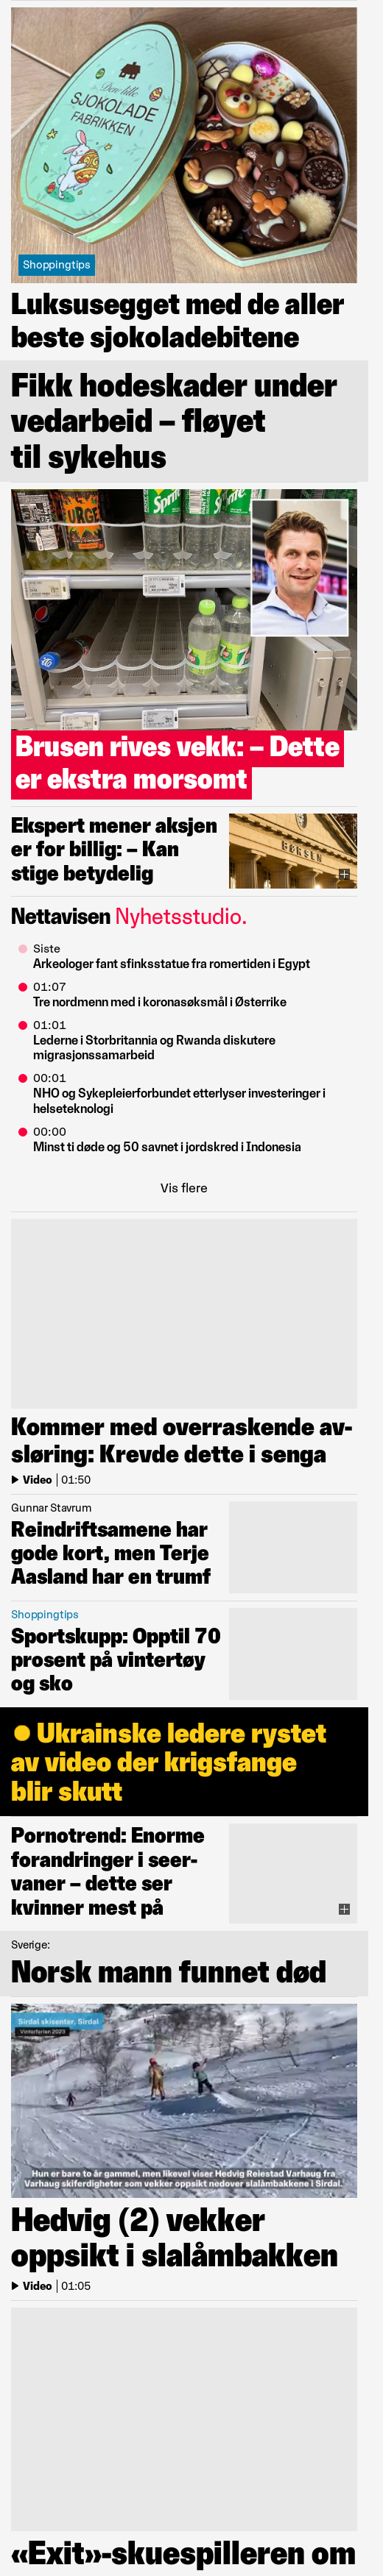 Den lille
SJOKOLADE
FABRIKKEN
Shoppingtips
Luksusegget med de aller
beste sjokoladebitene
Fikk hodeskader under
vedarbeid – fløyet
til sykehus
URGE
Sprite
7
Brusen rives vekk: – Dette
er ekstra morsomt
Ekspert mener aksjen
er for billig: – Kan
stige betydelig
BØRSEN
Nettavisen Nyhetsstudio.
Siste
Arkeologer fant sfinksstatue fra romertiden i Egypt
01:07
Tre nordmenn med i koronasøksmål i Østerrike
01:01
Lederne i Storbritannia og Rwanda diskutere
migrasjonssamarbeid
00:01
NHO og Sykepleierforbundet etterlyser investeringer i
helseteknologi
00:00
Minst ti døde og 50 savnet i jordskred i Indonesia
Vis flere
Kommer med overraskende av-
sløring: Krevde dette i senga
Video | 01:50
Gunnar Stavrum
Reindriftsamene har
gode kort, men Terje
Aasland har en trumf
Shoppingtips
Sportskupp: Opptil 70
prosent på vintertøy
og sko
Ukrainske ledere rystet
av video der krigsfange
blir skutt
Pornotrend: Enorme
forandringer i seer-
vaner – dette ser
kvinner mest på
Sverige:
Norsk mann funnet død
Sirdal skisenter, Sirdal
Vinterferien 2023
Hun er bare to år gammel, men likevel viser Hedvig Reiestad Varhaug fra
Varhaug skiferdigheter som vekker oppsikt nedover slalåmbakkene i Sirdal.
Hedvig (2) vekker
oppsikt i slalåmbakken
Video | 01:05
«Exit»-skuespilleren om